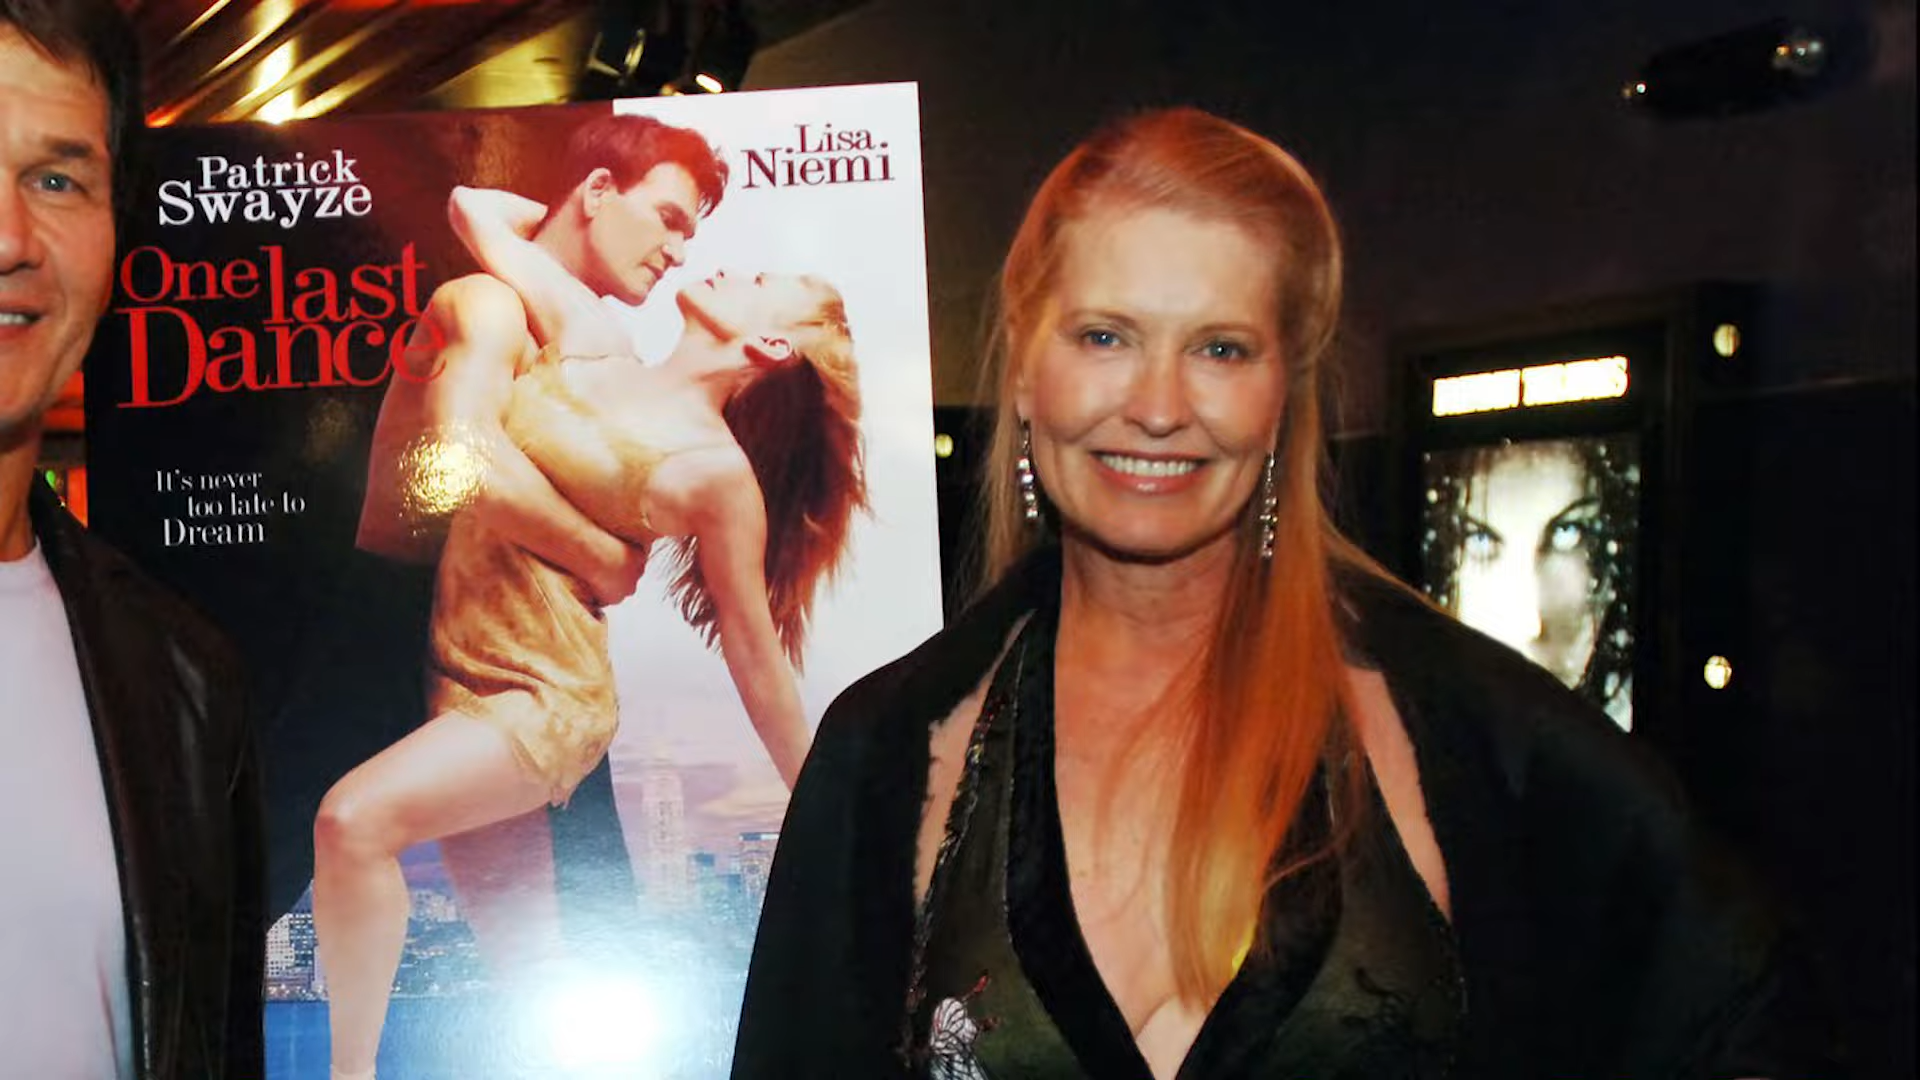 Patrick
Swayze
Lisa
Niemi
One last
Dance
It's never
too late to
Dream